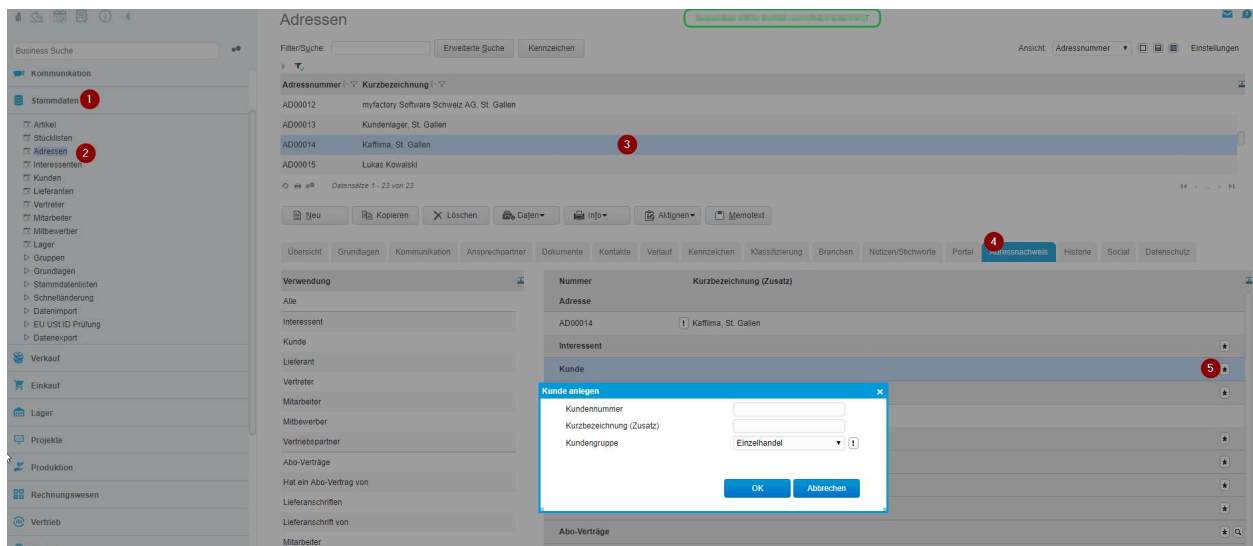 Adressen
Business Suche
Filter/Suche:
Erweiterte Suche
Kennzeichen
Ansicht: Adressnummer
Einstellungen
Kommunikation
Stammdaten
1
Artikel
Stücklisten
Adressen
2
Interessenten
Kunden
Lieferanten
Vertreter
Mitarbeiter
Mitbewerber
Lager
Gruppen
Grundlagen
Stammdatenlisten
Schnelländerung
Datenimport
EU USt.ID Prüfung
Datenexport
Verkauf
Einkauf
Lager
Projekte
Produktion
Rechnungswesen
Vertrieb
Adressnummer Kurzbezeichnung
AD00012 myfactory Software Schweiz AG, St. Gallen
AD00013 Kundenlager, St. Gallen
AD00014 Kaffiima, St. Gallen
3
AD00015 Lukas Kowalski
Datensätze 1 - 23 von 23
Neu Kopieren Löschen Daten Info Aktionen Memotext
4
Übersicht Grundlagen Kommunikation Ansprechpartner Dokumente Kontakte Verlauf Kennzeichen Klassifizierung Branchen Notizen/Stichworte Portal Adressnachweis Historie Social Datenschutz
Verwendung
Alle
Interessent
Kunde
Lieferant
Vertreter
Mitarbeiter
Mitbewerber
Vertriebspartner
Abo-Verträge
Hat ein Abo-Vertrag von
Lieferanschriften
Lieferanschrift von
Mitarbeiter
Nummer Kurzbezeichnung (Zusatz)
Adresse
AD00014 Kaffiima, St. Gallen
Interessent
Kunde
5
Kunde anlegen
Kundennummer
Kurzbezeichnung (Zusatz)
Kundengruppe Einzelhandel
OK Abbrechen
Abo-Verträge